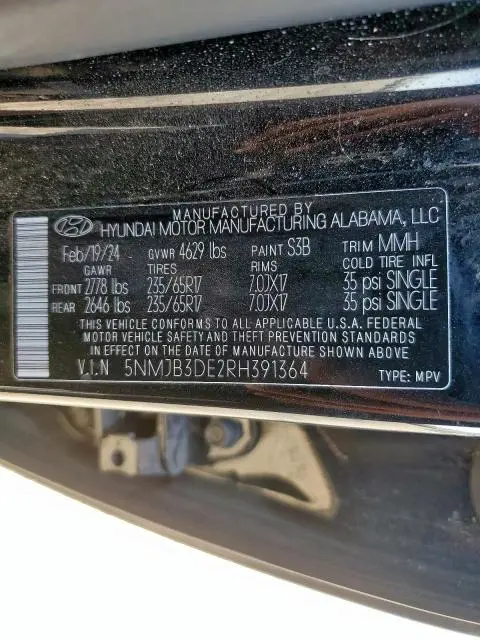 MANUFACTURED BY
HYUNDAI MOTOR MANUFACTURING ALABAMA, LLC
Feb/19/24 GVWR 4629 lbs PAINT S3B TRIM MMH
GAWR TIRES RIMS COLD TIRE INFL
FRONT 2778 lbs 235/65R17 7.0JX17 35 psi SINGLE
REAR 2646 lbs 235/65R17 7.0JX17 35 psi SINGLE
THIS VEHICLE CONFORMS TO ALL APPLICABLE U.S.A. FEDERAL
MOTOR VEHICLE SAFETY AND THEFT PREVENTION STANDARDS
IN EFFECT ON THE DATE OF MANUFACTURE SHOWN ABOVE
V.I.N 5NMJB3DE2RH391364 TYPE: MPV